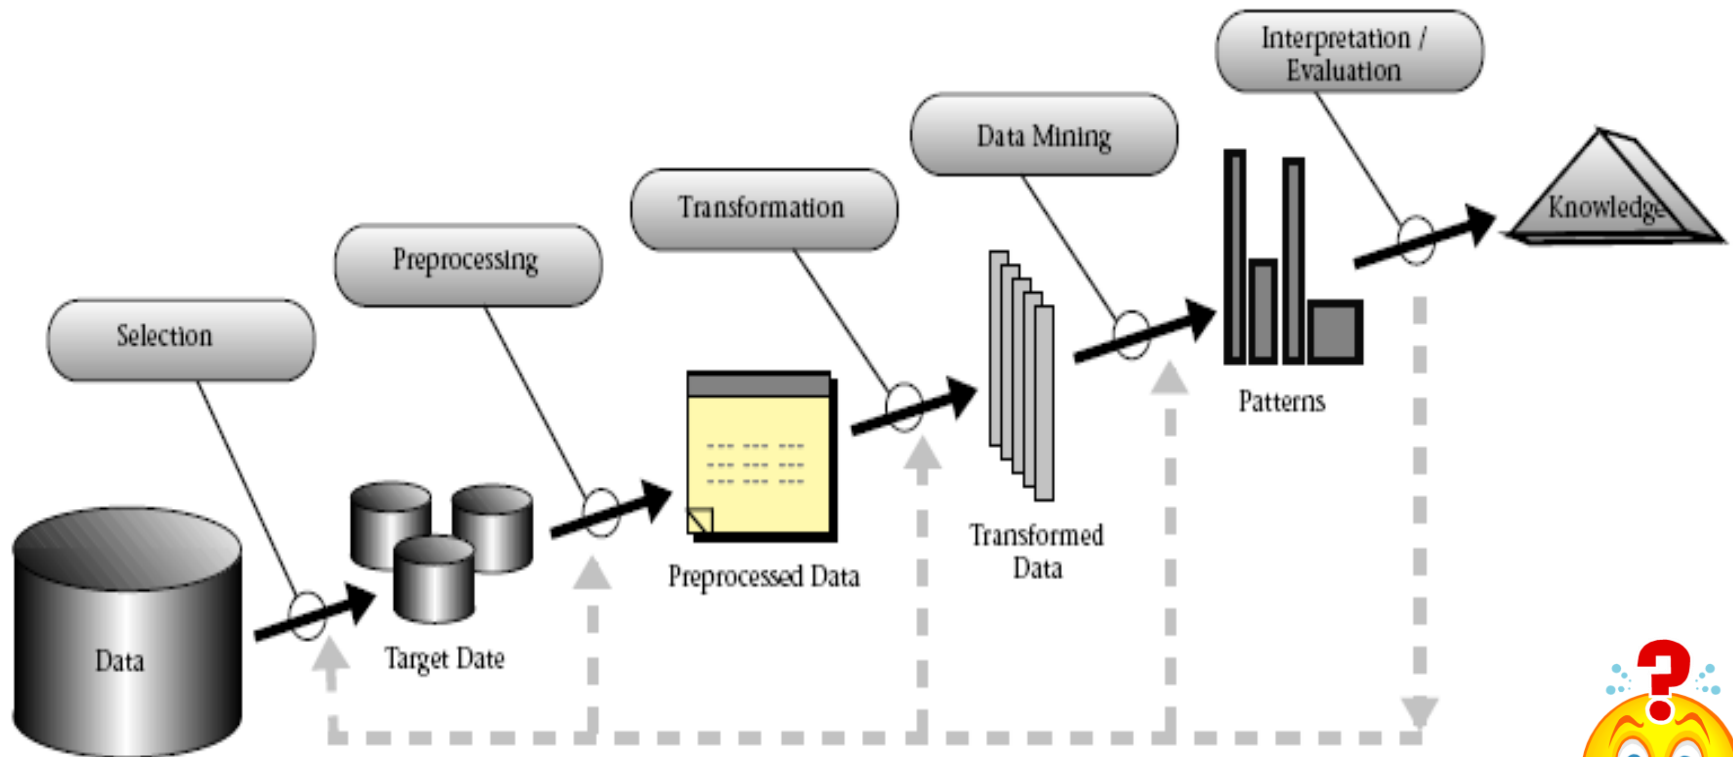 Interpretation /
Evaluation
Data Mining
Transformation
Knowledge
Preprocessing
Selection
Patterns
Transformed
Data
Preprocessed Data
Target Date
Data
?